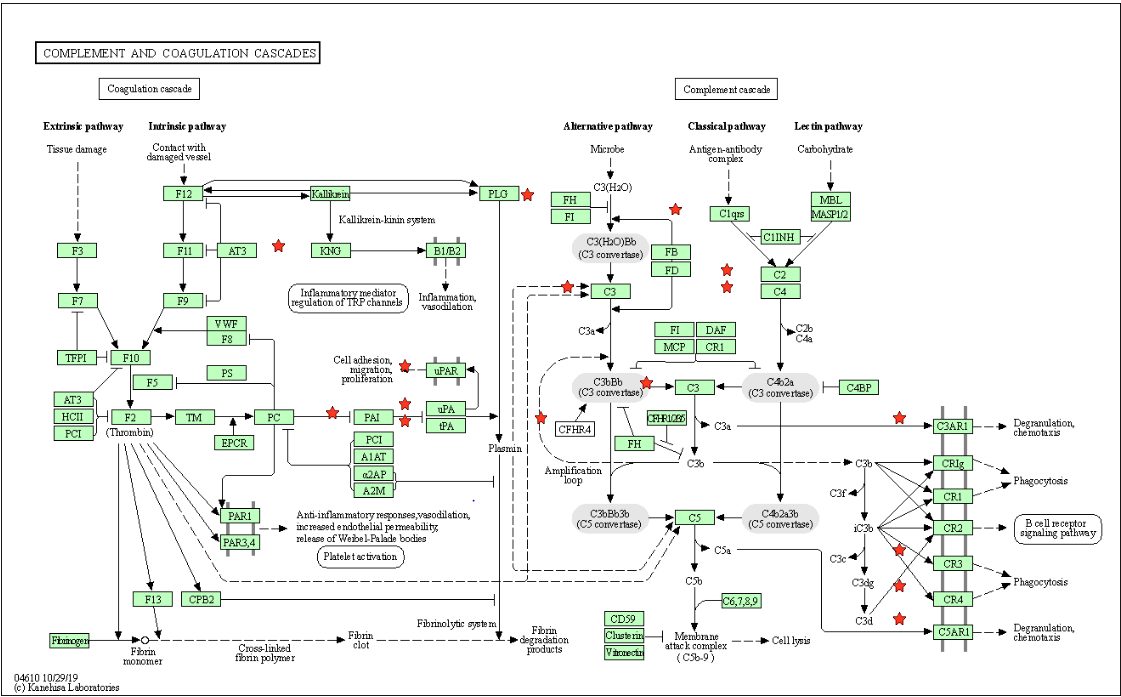 COMPLEMENT AND COAGULATION CASCADES
Coagulation cascade
Complement cascade
Extrinsic pathway
Intrinsic pathway
Alternative pathway
Classical pathway
Lectin pathway
Tissue damage
Contact with
damaged vessel
Microbe
Antigen-antibody
complex
Carbohydrate
F12
Kallikrein
PLG
C3(H2O)
FH
FI
C1qrs
MBL
MASP1/2
Kallikrein-kinin system
F3
F11
AT3
KNG
B1/B2
C3(H2O)Bb
(C3 convertase)
FB
FD
C1INH
C2
C4
F7
F9
Inflammatory mediator
regulation of TRP channels
Inflammation,
vasodilation
C3
VWF
F8
C3a
FI
DAF
MCP
CR1
C2b
C4a
TFPI
F10
F5
PS
Cell adhesion,
migration,
proliferation
uPAR
C3bBb
(C3 convertase)
C3
C4b2a
(C3 convertase)
C4BP
AT3
HCII
PCI
F2
(Thrombin)
TM
PC
EPCR
PAI
uPA
tPA
CFHR4
CFHR1/2/3/5
FH
C3a
C3AR1
Degranulation,
chemotaxis
PCI
A1AT
α2AP
A2M
Plasmin
Amplification
loop
C3b
C3b
CRIg
Phagocytosis
C3f
CR1
PAR1
PAR3,4
Anti-inflammatory responses,vasodilation,
increased endothelial permeability,
release of Weibel-Palade bodies
Platelet activation
C3bBb3b
(C5 convertase)
C5
C4b2a3b
(C5 convertase)
iC3b
CR2
B cell receptor
signaling pathway
C5a
C3c
CR3
C5b
C3dg
Phagocytosis
F13
CPB2
C6,7,8,9
CR4
C3d
CD59
Clusterin
Vitronectin
Fibrinolytic system
C5AR1
Degranulation,
chemotaxis
Fibrinogen
Fibrin
monomer
Cross-linked
fibrin polymer
Fibrin
clot
Fibrin
degradation
products
Membrane
attack complex
( C5b-9 )
Cell lysis
04610 10/29/19
(c) Kanehisa Laboratories